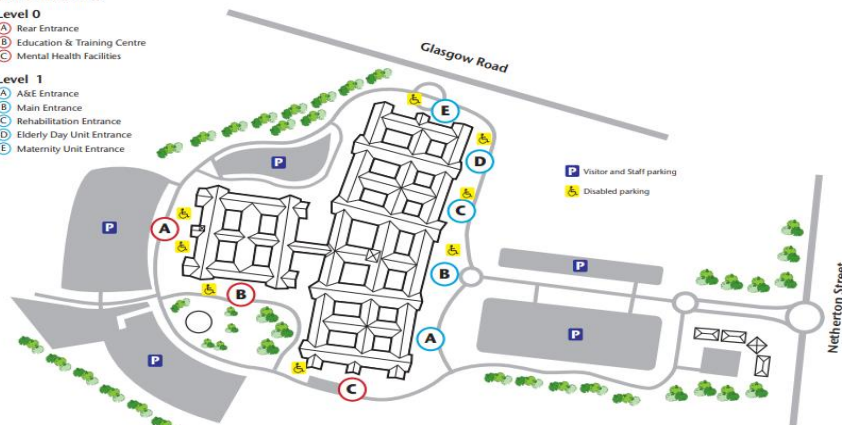 Level 0
A Rear Entrance
B Education & Training Centre
C Mental Health Facilities
Level 1
A A&E Entrance
B Main Entrance
C Rehabilitation Entrance
D Elderly Day Unit Entrance
E Maternity Unit Entrance
Glasgow Road
E
D
P Visitor and Staff parking
Disabled parking
P
C
P
A
B
P
B
P
A
P
C
Netherton Street